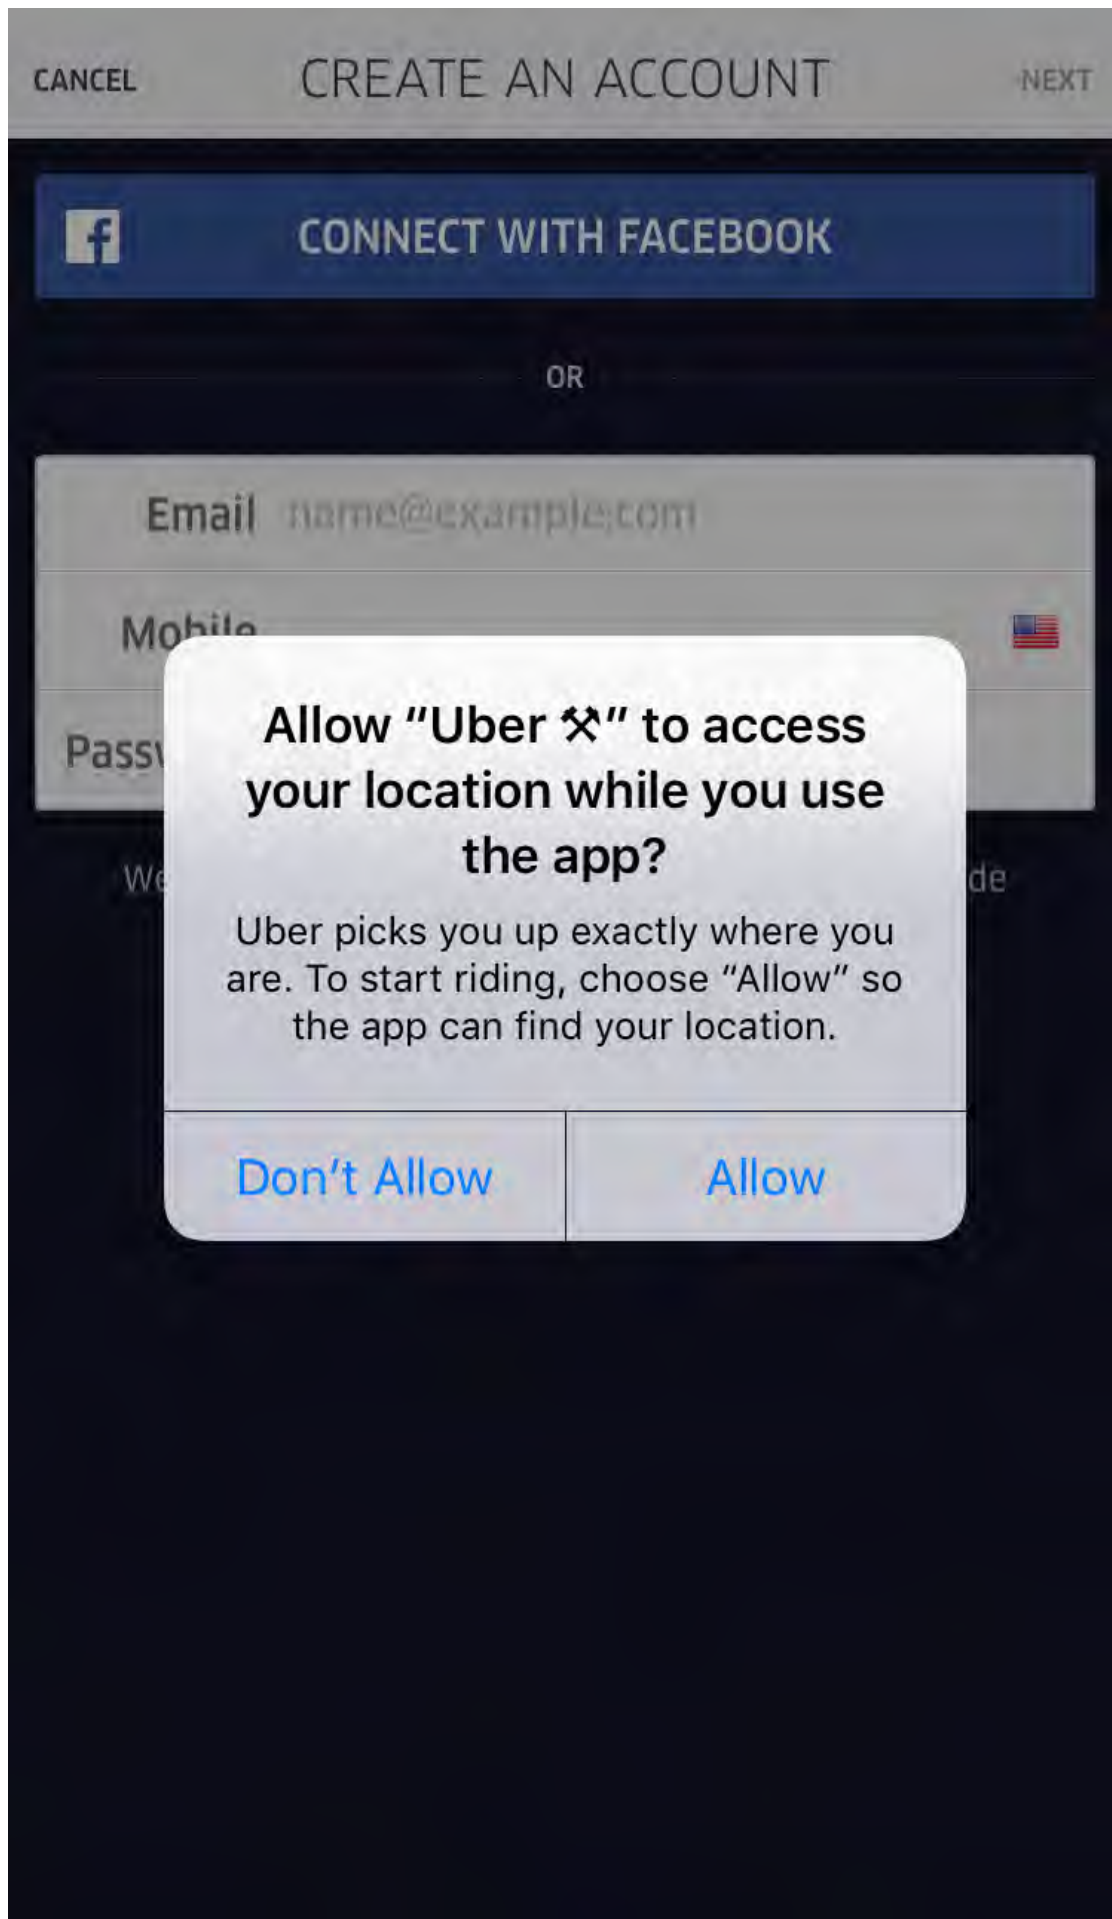 CANCEL CREATE AN ACCOUNT NEXT
CONNECT WITH FACEBOOK
OR
Email name@example.com
Mobile
Allow “Uber ⚒” to access
your location while you use
the app?
Uber picks you up exactly where you
are. To start riding, choose “Allow” so
the app can find your location.
Don’t Allow Allow